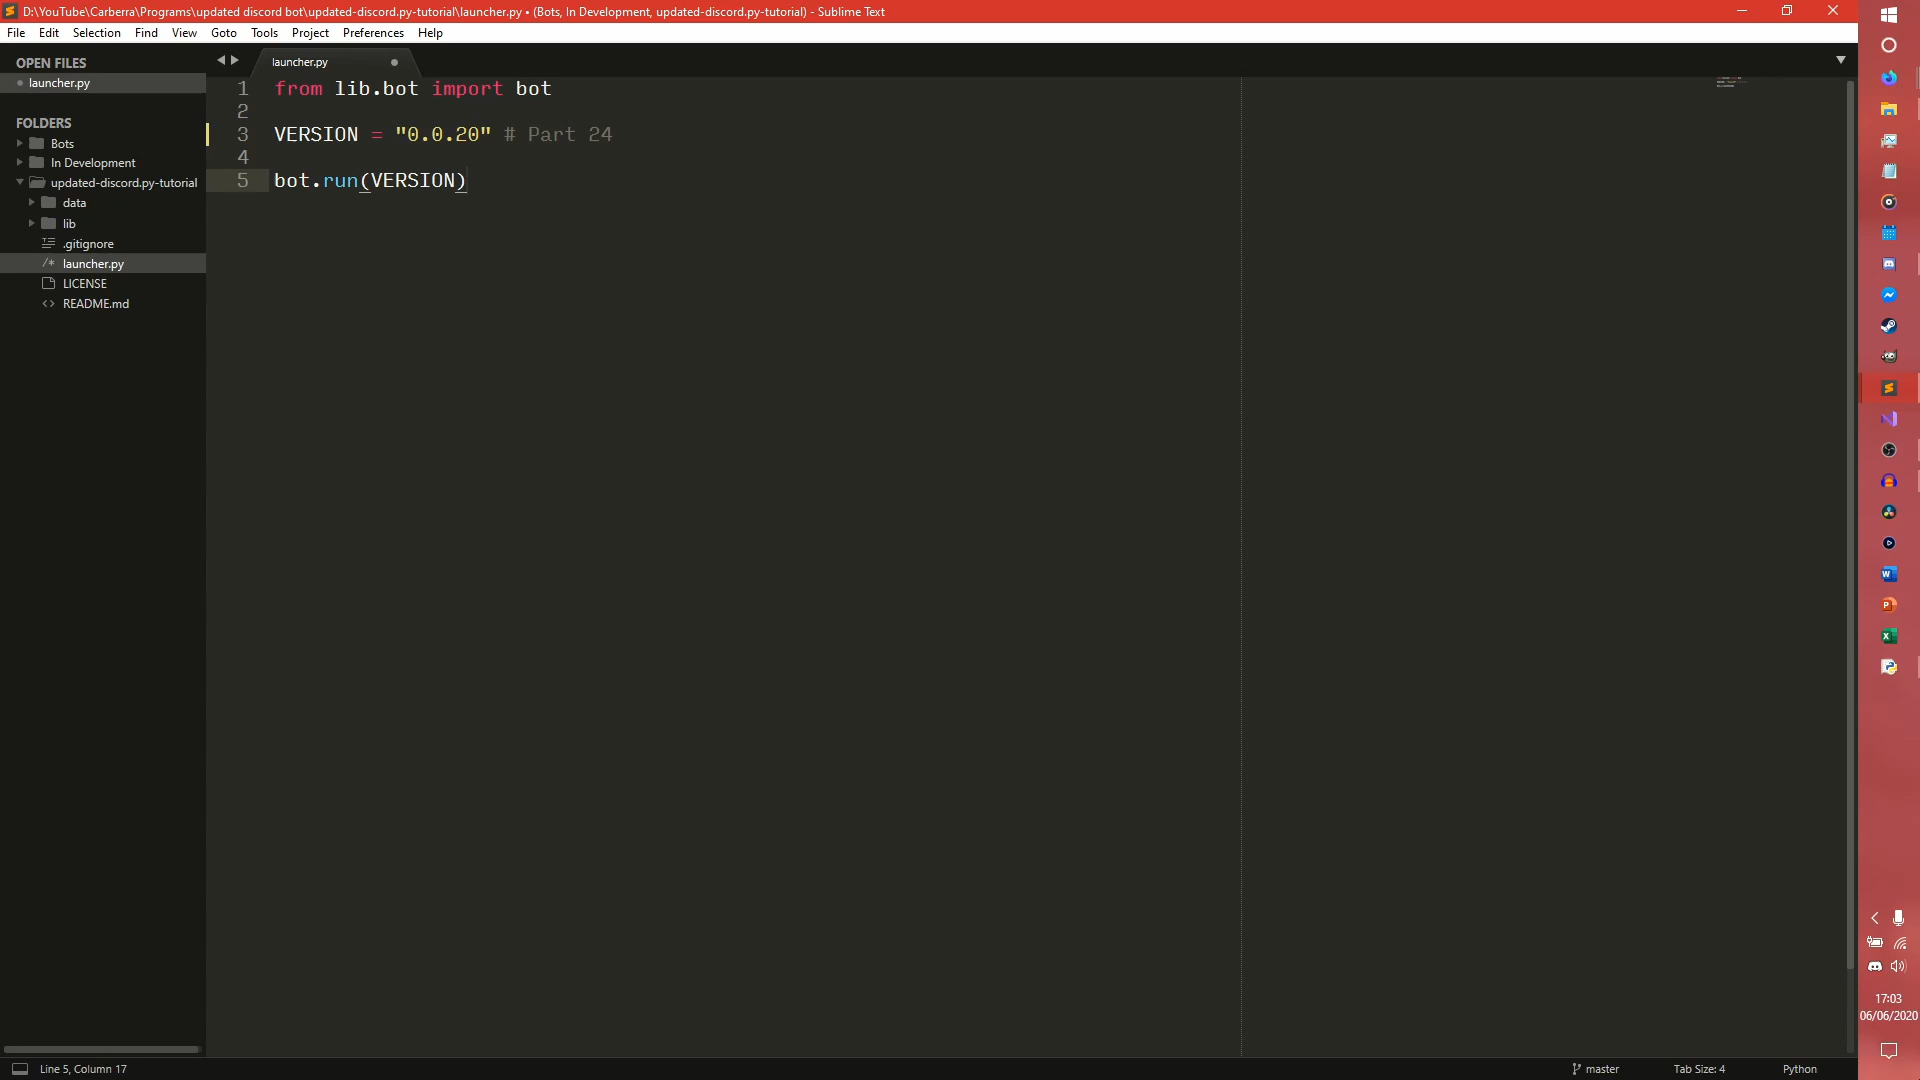 D:\YouTube\Carberra\Programs\updated discord bot\updated-discord.py-tutorial\launcher.py • (Bots, In Development, updated-discord.py-tutorial) - Sublime Text
File Edit Selection Find View Goto Tools Project Preferences Help
OPEN FILES
launcher.py
FOLDERS
Bots
In Development
updated-discord.py-tutorial
data
lib
.gitignore
/* launcher.py
LICENSE
<> README.md
launcher.py
1 from lib.bot import bot
2
3 VERSION = "0.0.20" # Part 24
4
5 bot.run(VERSION)
17:03
06/06/2020
Line 5, Column 17
master
Tab Size: 4
Python